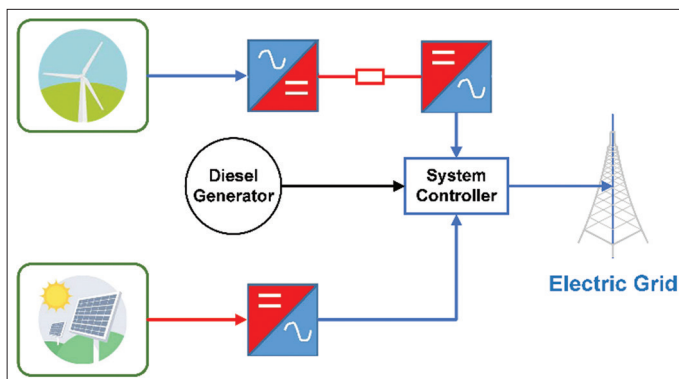 Diesel
Generator
System
Controller
Electric Grid